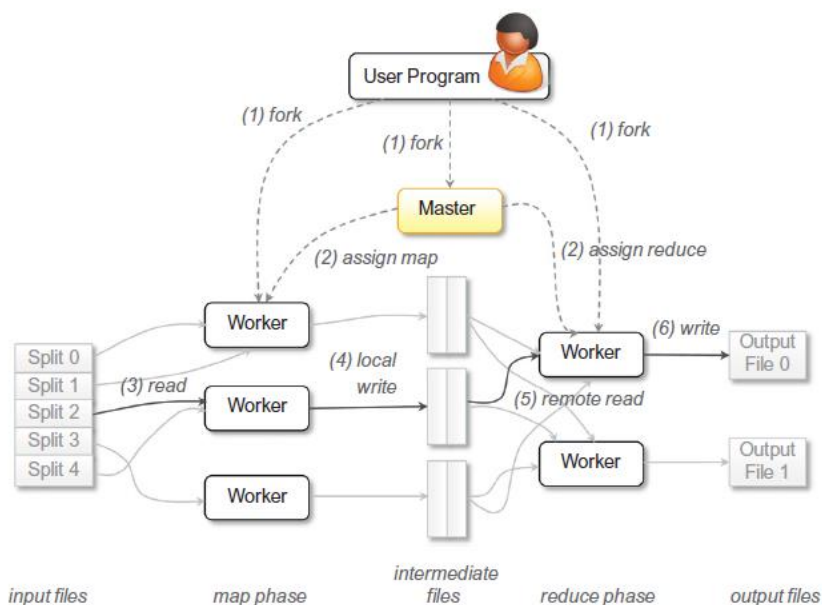 User Program
(1) fork
(1) fork
(1) fork
Master
(2) assign map
(2) assign reduce
Split 0
Split 1
Split 2
Split 3
Split 4
(3) read
Worker
Worker
Worker
(4) local
write
(5) remote read
Worker
Worker
(6) write
Output
File 0
Output
File 1
input files
map phase
intermediate
files
reduce phase
output files